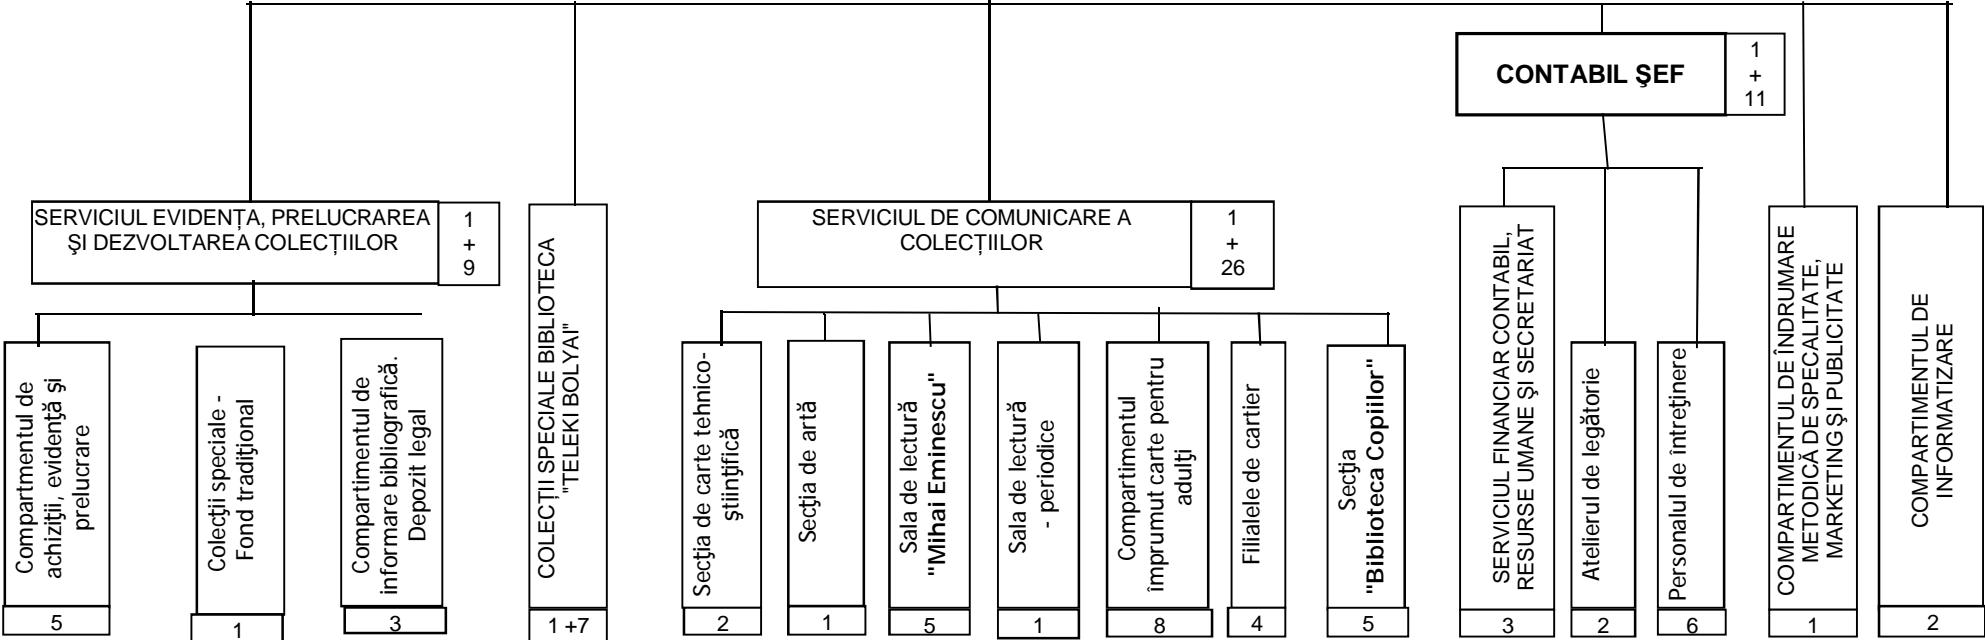 CONTABIL ŞEF
1
+
11
SERVICIUL EVIDENȚA, PRELUCRAREA
ŞI DEZVOLTAREA COLECȚIILOR
1
+
9
COLECȚII SPECIALE BIBLIOTECA
"TELEKI BOLYAI"
1 +7
SERVICIUL DE COMUNICARE A
COLECȚIILOR
1
+
26
Compartmentul de
achiziţii, evidenţă şi
prelucrare
5
Colecţii speciale -
Fond tradiţional
1
Compartimentul de
informare bibliografică.
Depozit legal
3
Secţia de carte tehnico-
ştiinţifică
2
Secţia de artă
1
Sala de lectură
"Mihai Eminescu"
5
Sala de lectură
- periodice
1
Compartimentul
împrumut carte pentru
adulţi
8
Filialele de cartier
4
Secţia
"Biblioteca Copiilor"
5
SERVICIUL FINANCIAR CONTABIL,
RESURSE UMANE ŞI SECRETARIAT
3
Atelierul de legătorie
2
Personalul de întreţinere
6
COMPARTIMENTUL DE ÎNDRUMARE
METODICĂ DE SPECALITATE,
MARKETING ŞI PUBLICITATE
1
COMPARTIMENTUL DE
INFORMATIZARE
2